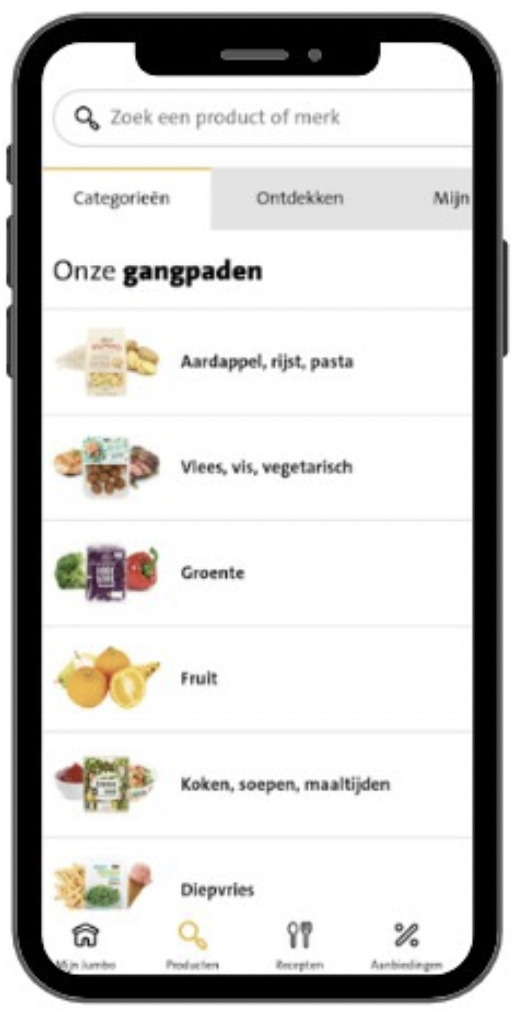 Zoek een product of merk
Categorieën
Ontdekken
Mijn
Onze gangpaden
Aardappel, rijst, pasta
Vlees, vis, vegetarisch
Groente
Fruit
Koken, soepen, maaltijden
Diepvries
Mijn Jumbo
Producten
Recepten
Aanbiedingen